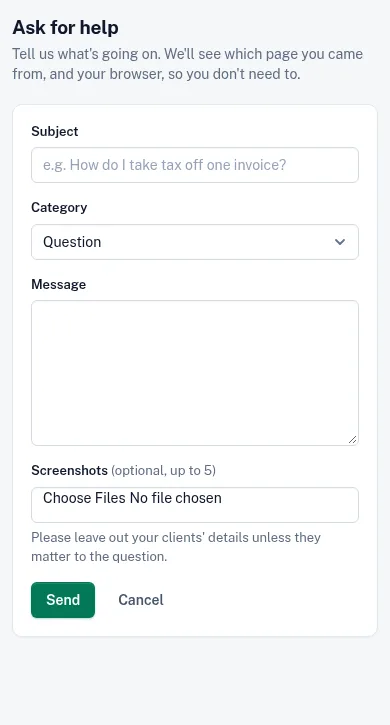 Ask for help
Tell us what's going on. We'll see which page you came
from, and your browser, so you don't need to.
Subject
e.g. How do I take tax off one invoice?
Category
Question
Message
Screenshots (optional, up to 5)
Choose Files No file chosen
Please leave out your clients' details unless they
matter to the question.
Send Cancel